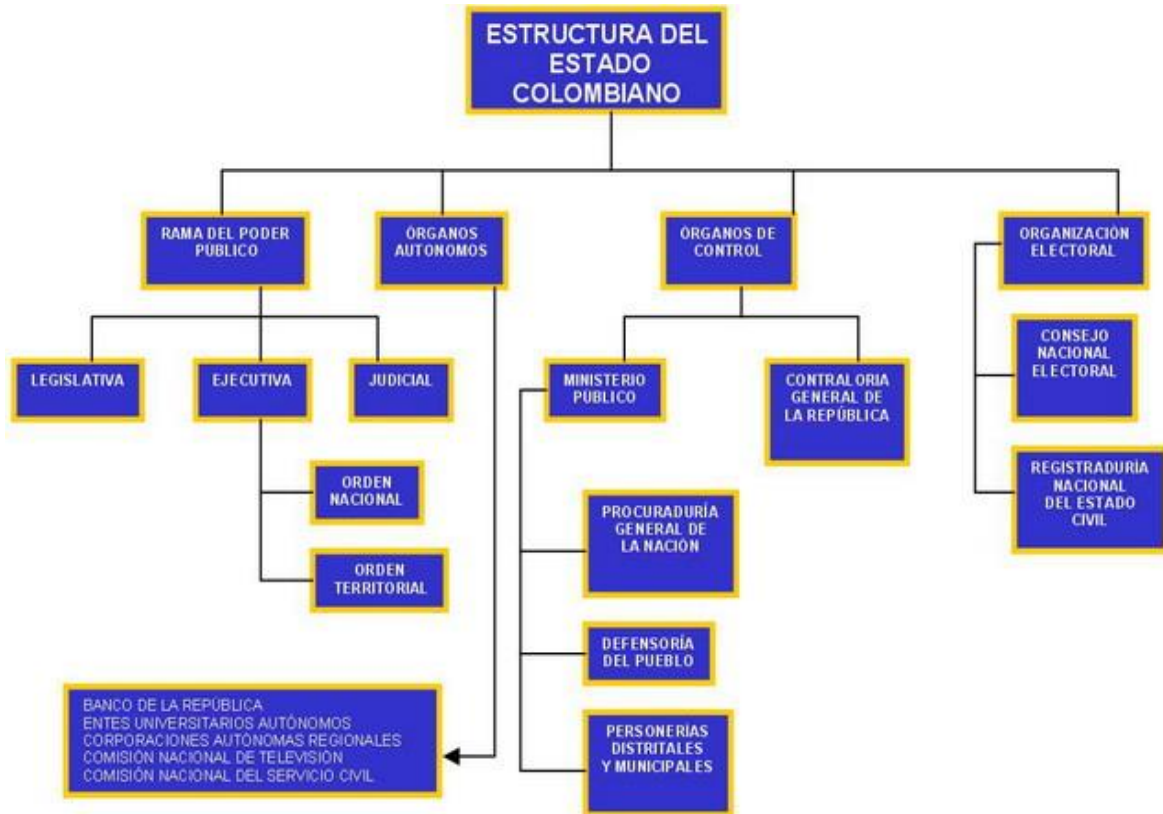 ESTRUCTURA DEL
ESTADO
COLOMBIANO
RAMA DEL PODER
PÚBLICO
ÓRGANOS
AUTONOMOS
ÓRGANOS DE
CONTROL
ORGANIZACIÓN
ELECTORAL
LEGISLATIVA
EJECUTIVA
JUDICIAL
MINISTERIO
PÚBLICO
CONTRALORIA
GENERAL DE
LA REPÚBLICA
CONSEJO
NACIONAL
ELECTORAL
ORDEN
NACIONAL
ORDEN
TERRITORIAL
PROCURADURÍA
GENERAL DE
LA NACIÓN
REGISTRADURÍA
NACIONAL
DEL ESTADO
CIVIL
DEFENSORÍA
DEL PUEBLO
PERSONERÍAS
DISTRITALES
Y MUNICIPALES
BANCO DE LA REPÚBLICA
ENTES UNIVERSITARIOS AUTÓNOMOS
CORPORACIONES AUTÓNOMAS REGIONALES
COMISIÓN NACIONAL DE TELEVISIÓN
COMISIÓN NACIONAL DEL SERVICIO CIVIL